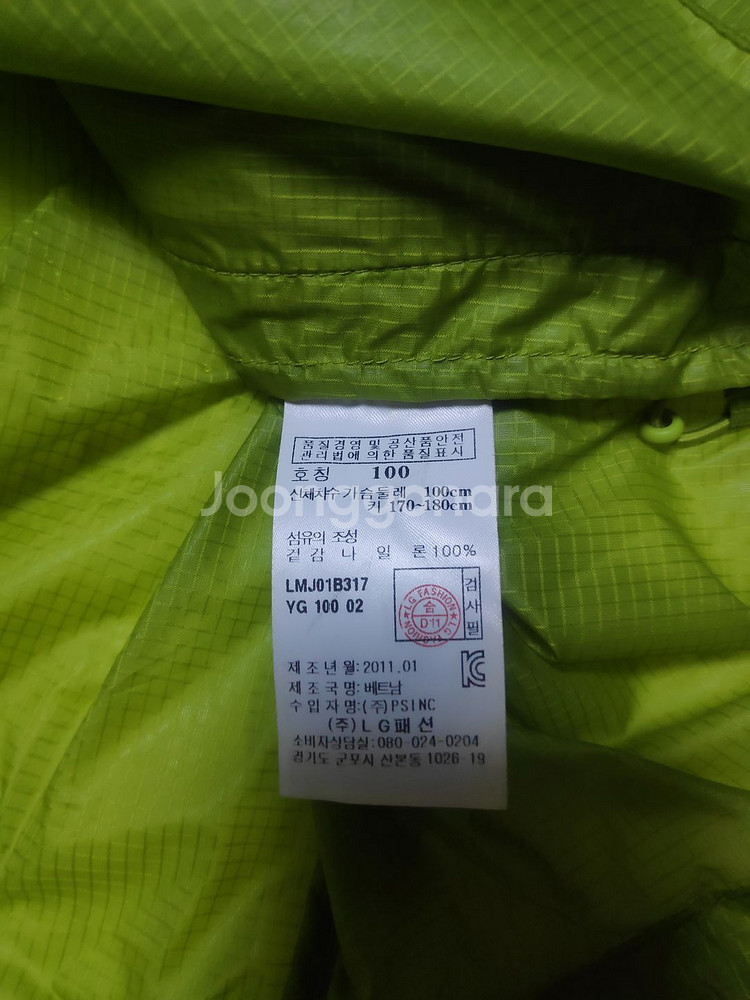 품질경영 및 공산품안전
관리법에 의한 품질표시
호칭 100
신체치수 가슴둘레 100cm
키 170~180cm
Joonggonara
섬유의 조성
겉감 나일론 100%
LMJ01B317
YG 100 02
LG FASHION
合
D11
LG FASHION
검사필
제조년월:2011.01
제조국명:베트남
수입자명:(주)PSINC
(주)LG패션
소비자상담실:080-024-0204
경기도 군포시 산본동 1026-19